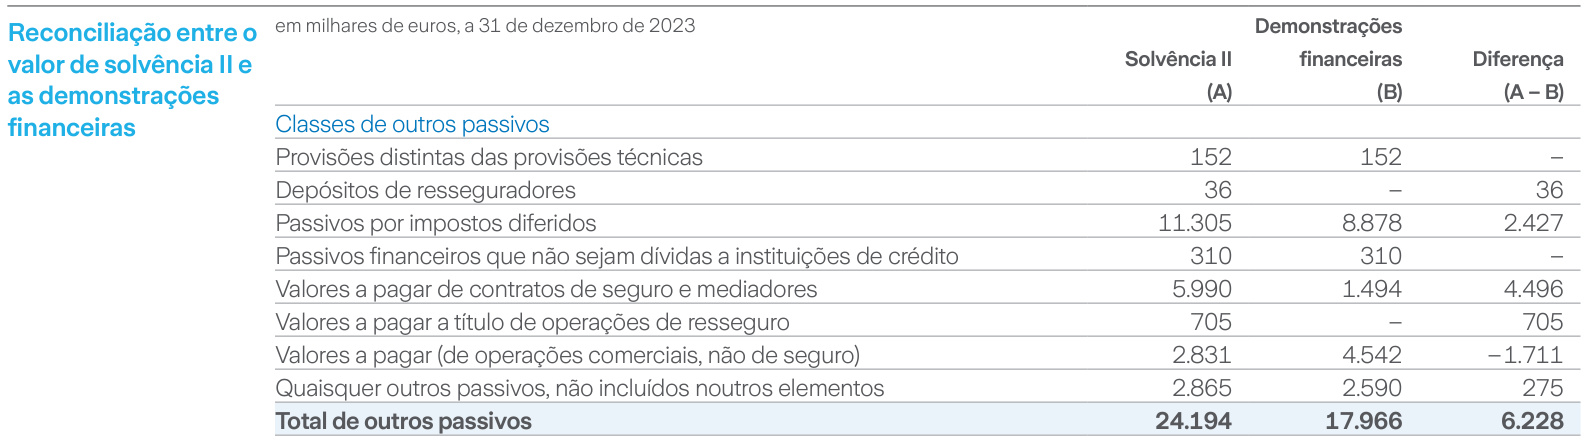 Reconciliação entre o
valor de solvência II e
as demonstrações
financeiras
em milhares de euros, a 31 de dezembro de 2023
Demonstrações
Solvência II financeiras Diferença
(A) (B) (A – B)
Classes de outros passivos
Provisões distintas das provisões técnicas 152 152 –
Depósitos de resseguradores 36 – 36
Passivos por impostos diferidos 11.305 8.878 2.427
Passivos financeiros que não sejam dívidas a instituições de crédito 310 310 –
Valores a pagar de contratos de seguro e mediadores 5.990 1.494 4.496
Valores a pagar a título de operações de resseguro 705 – 705
Valores a pagar (de operações comerciais, não de seguro) 2.831 4.542 –1.711
Quaisquer outros passivos, não incluídos noutros elementos 2.865 2.590 275
Total de outros passivos 24.194 17.966 6.228